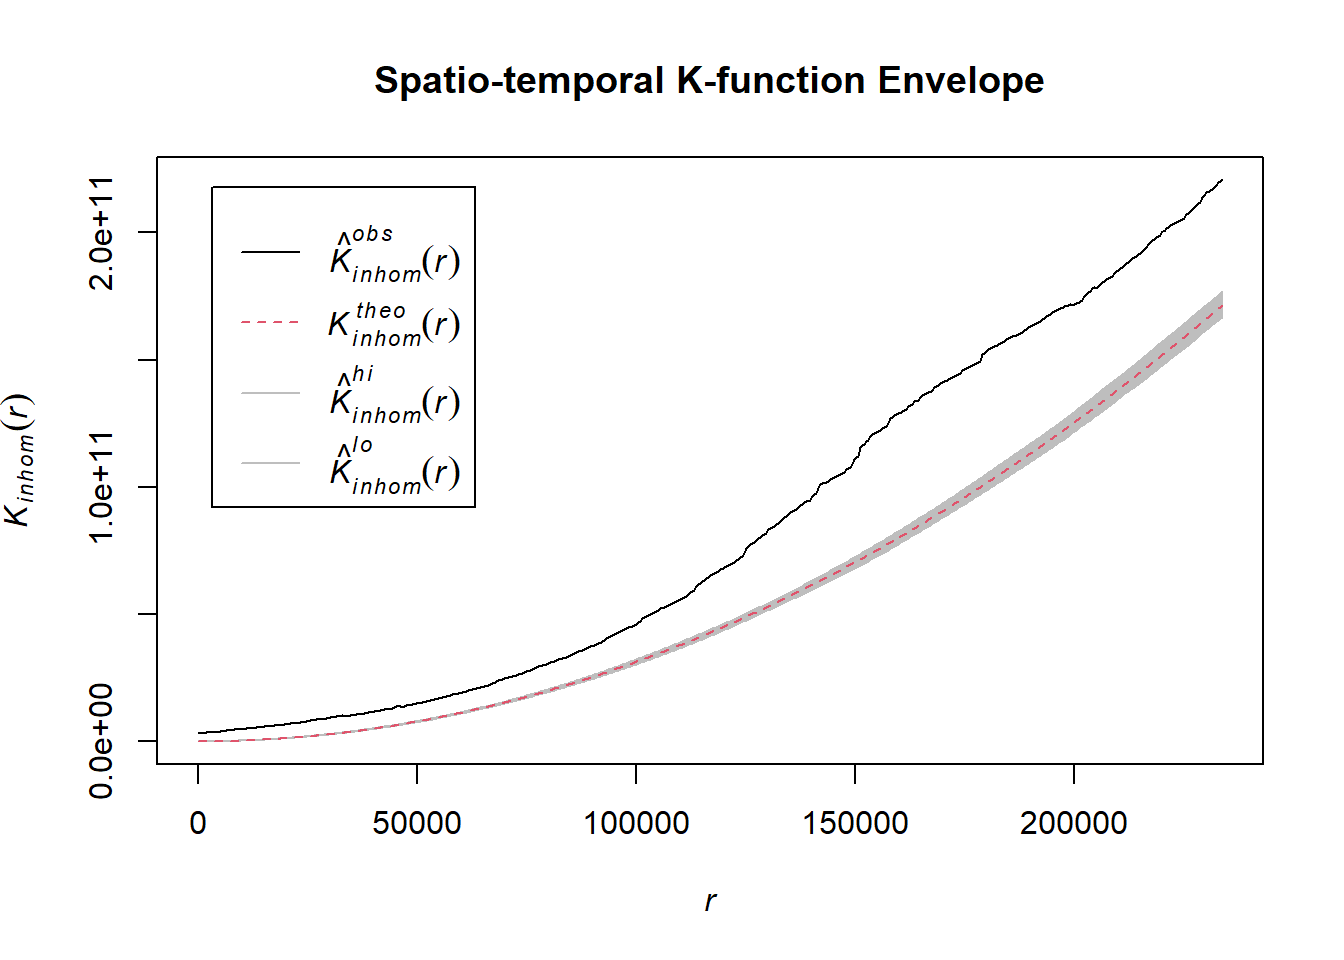 Spatio-temporal K-function Envelope
K̂ᵒᵇˢ_inhom(r)
Kᵗʰᵉᵒ_inhom(r)
K̂ʰⁱ_inhom(r)
K̂ˡᵒ_inhom(r)
K_inhom(r)
2.0e+11
1.0e+11
0.0e+00
0 50000 100000 150000 200000
r